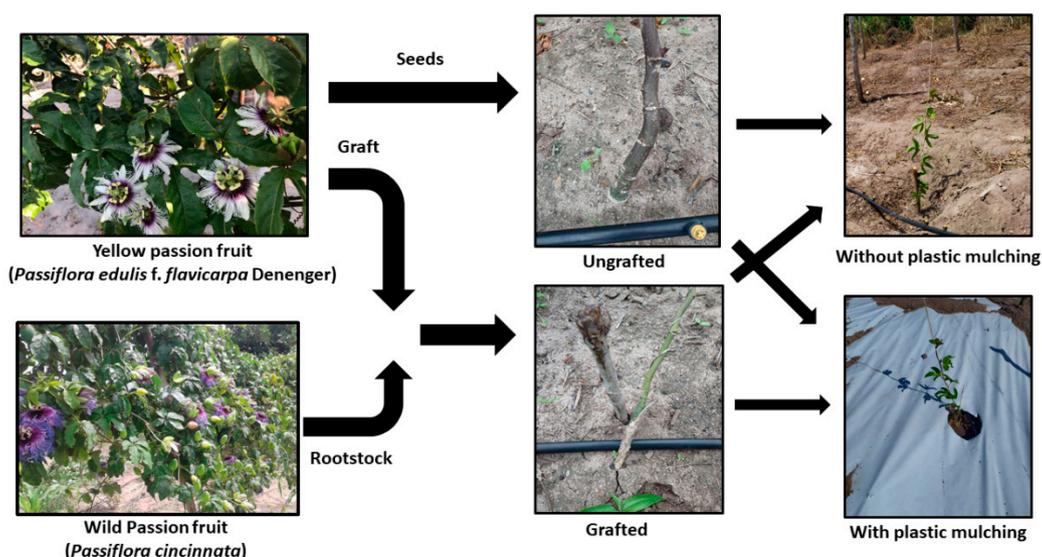 Seeds
Graft
Yellow passion fruit
(Passiflora edulis f. flavicarpa Denenger)
Ungrafted
Without plastic mulching
Rootstock
Wild Passion fruit
(Passiflora cincinnata)
Grafted
With plastic mulching